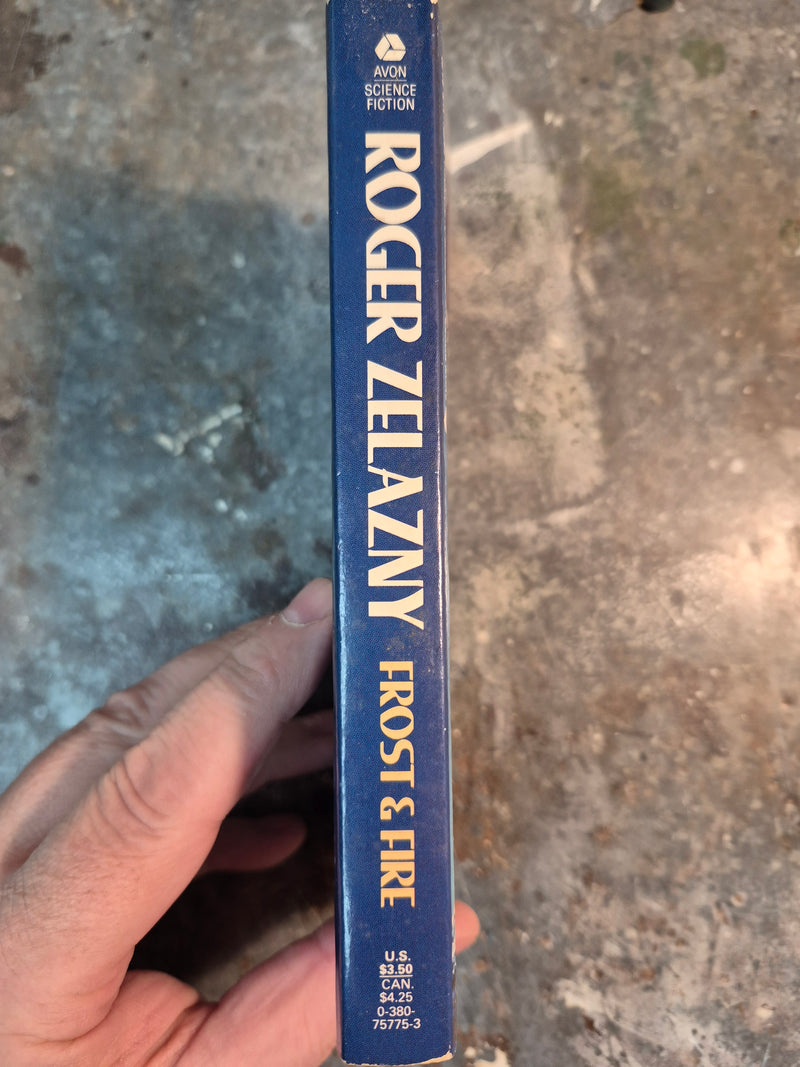 AVON
SCIENCE
FICTION
ROGER ZELAZNY
FROST & FIRE
U.S.
$3.50
CAN.
$4.25
0-380-
75775-3